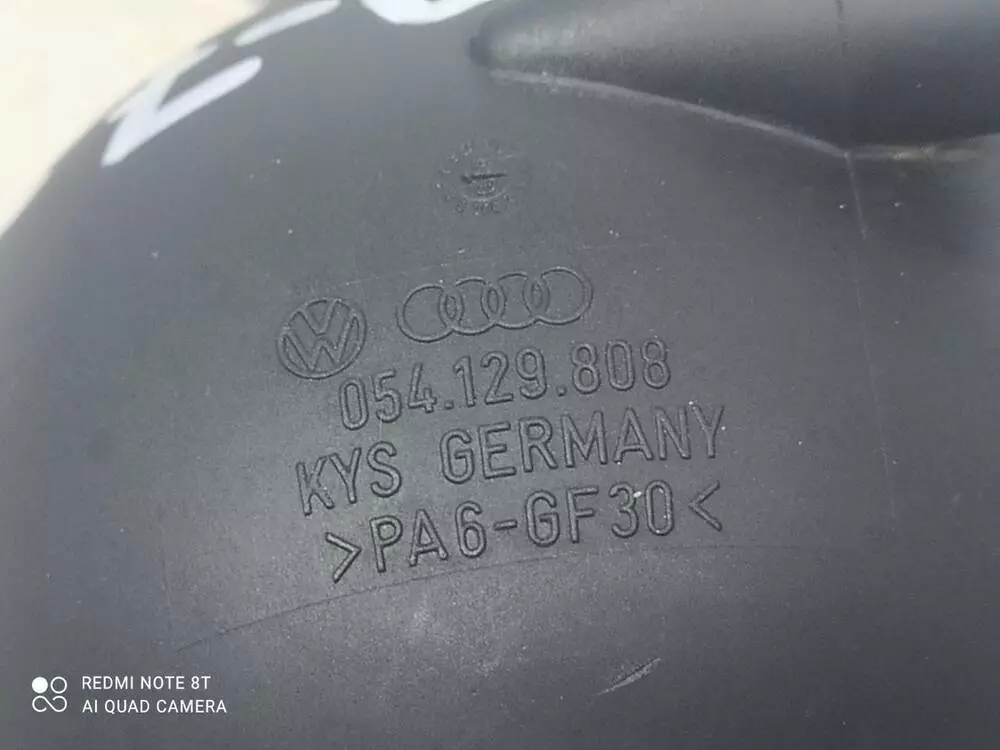 054.129.808
KYS GERMANY
>PA6-GF30<
REDMI NOTE 8T
AI QUAD CAMERA